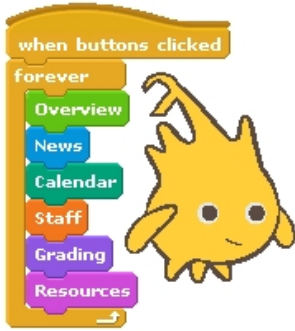 when buttons clicked
forever
Overview
News
Calendar
Staff
Grading
Resources